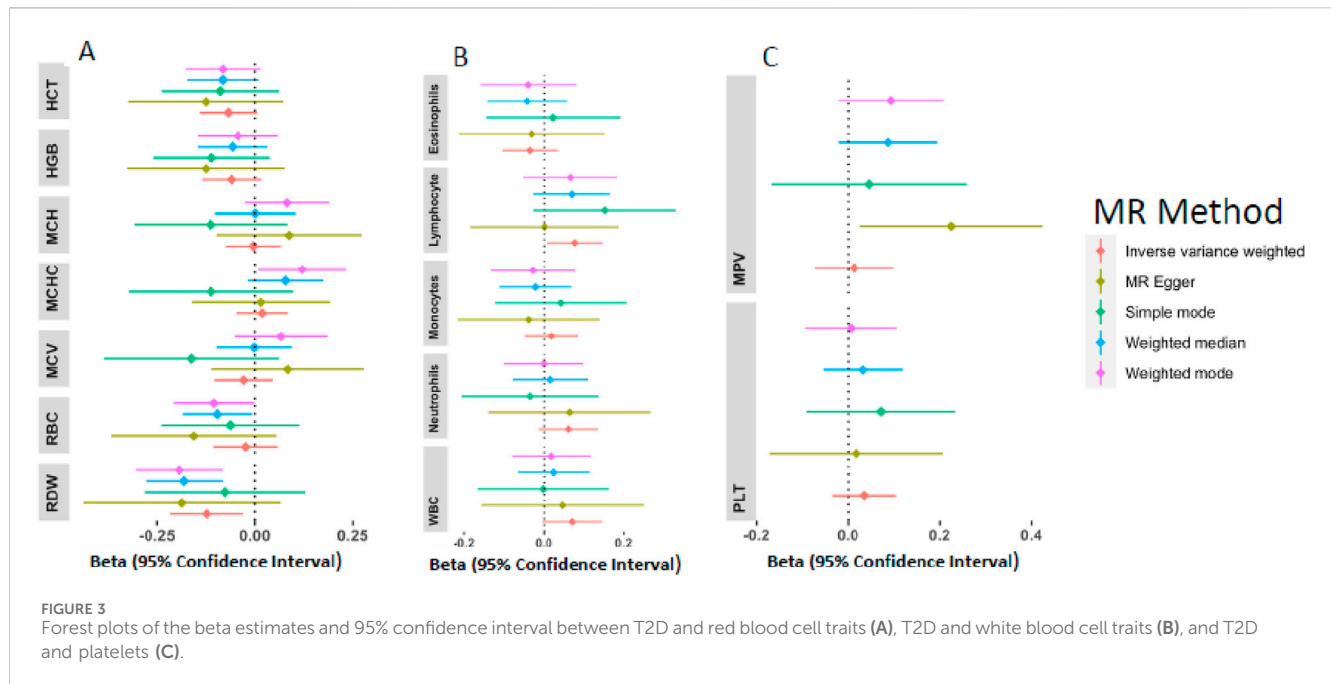 A
HCT
HGB
MCH
MCHC
MCV
RBC
RDW
-0.25
0.00
0.25
Beta (95% Confidence Interval)
B
Eosinophils
Lymphocyte
Monocytes
Neutrophils
WBC
-0.2
0.0
0.2
Beta (95% Confidence Interval)
C
MPV
PLT
-0.2
0.0
0.2
0.4
Beta (95% Confidence Interval)
MR Method
Inverse variance weighted
MR Egger
Simple mode
Weighted median
Weighted mode
FIGURE 3
Forest plots of the beta estimates and 95% confidence interval between T2D and red blood cell traits (A), T2D and white blood cell traits (B), and T2D
and platelets (C).